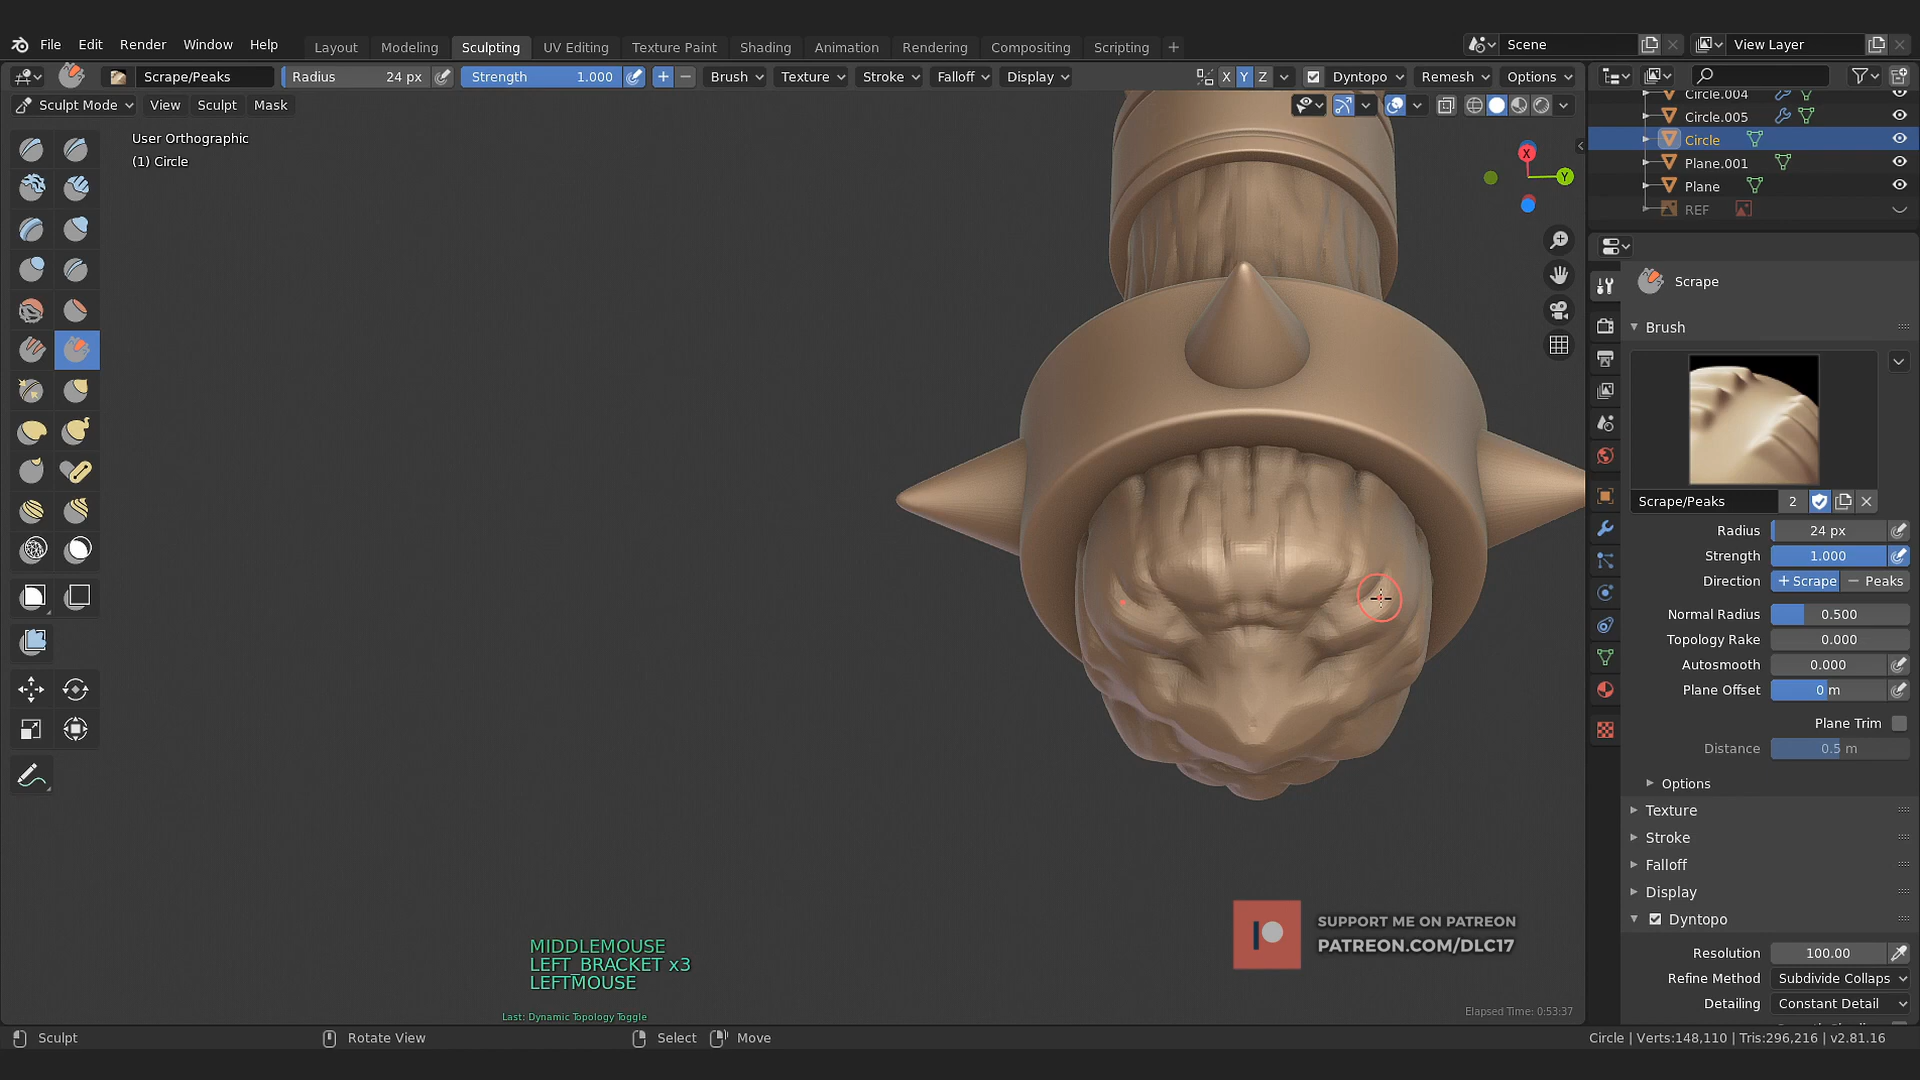 File Edit Render Window Help Layout Modeling Sculpting UV Editing Texture Paint Shading Animation Rendering Compositing Scripting + Scene View Layer
Scrape/Peaks Radius 24 px Strength 1.000 + − Brush Texture Stroke Falloff Display X Y Z Dyntopo Remesh Options
Sculpt Mode View Sculpt Mask
User Orthographic
(1) Circle
X
Y
Circle.004
Circle.005
Circle
Plane.001
Plane
REF
Scrape
Brush
Scrape/Peaks 2
Radius 24 px
Strength 1.000
Direction + Scrape − Peaks
Normal Radius 0.500
Topology Rake 0.000
Autosmooth 0.000
Plane Offset 0 m
Plane Trim
Distance 0.5 m
Options
Texture
Stroke
Falloff
Display
Dyntopo
Resolution 100.00
Refine Method Subdivide Collaps
Detailing Constant Detail
SUPPORT ME ON PATREON
PATREON.COM/DLC17
MIDDLEMOUSE
LEFT_BRACKET x3
LEFTMOUSE
Last: Dynamic Topology Toggle
Elapsed Time: 0:53:37
Sculpt Rotate View Select Move Circle | Verts:148,110 | Tris:296,216 | v2.81.16